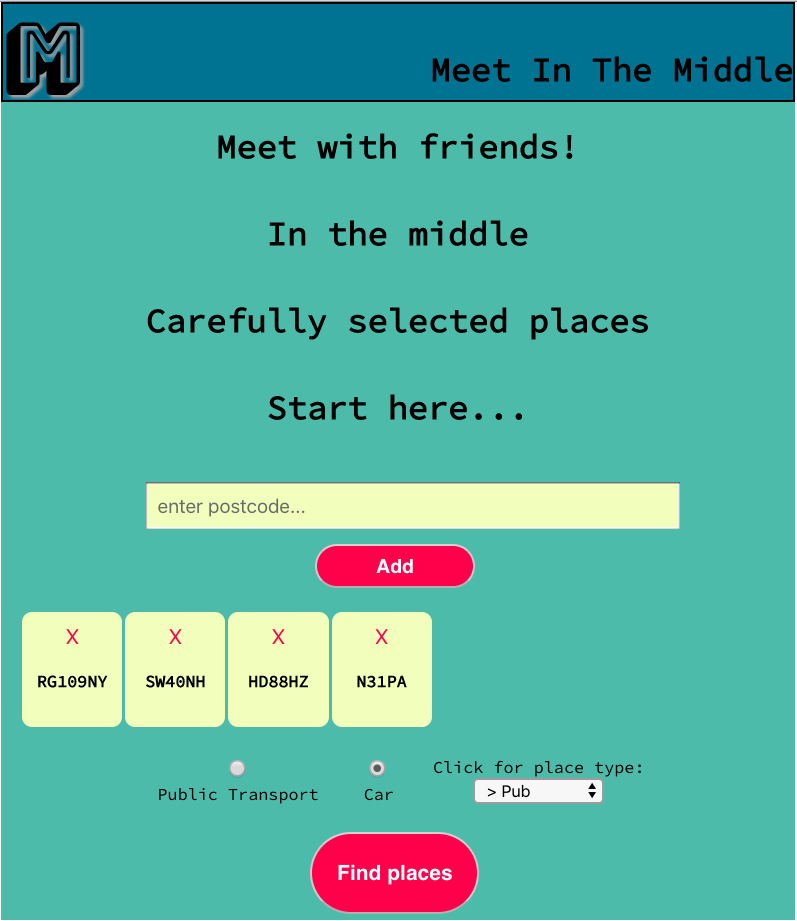 M
Meet In The Middle
Meet with friends!
In the middle
Carefully selected places
Start here...
enter postcode...
Add
X X X X
RG109NY SW40NH HD88HZ N31PA
Click for place type:
Public Transport Car > Pub
Find places